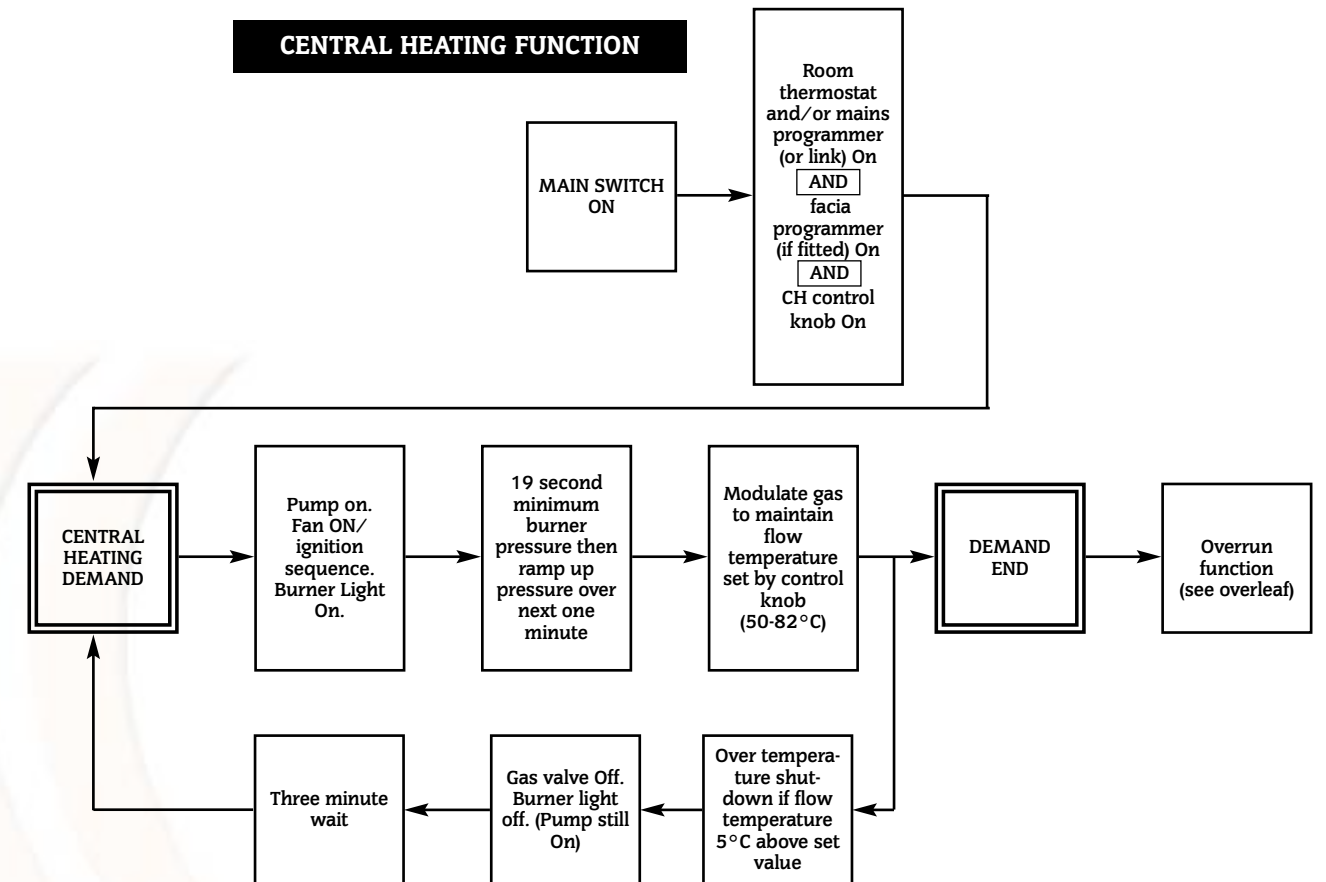 CENTRAL HEATING FUNCTION
MAIN SWITCH
ON
Room
thermostat
and/or mains
programmer
(or link) On
AND
facia
programmer
(if fitted) On
AND
CH control
knob On
CENTRAL
HEATING
DEMAND
Pump on.
Fan ON/
ignition
sequence.
Burner Light
On.
19 second
minimum
burner
pressure then
ramp up
pressure over
next one
minute
Modulate gas
to maintain
flow
temperature
set by control
knob
(50-82°C)
DEMAND
END
Overrun
function
(see overleaf)
Three minute
wait
Gas valve Off.
Burner light
off. (Pump still
On)
Over tempera-
ture shut-
down if flow
temperature
5°C above set
value